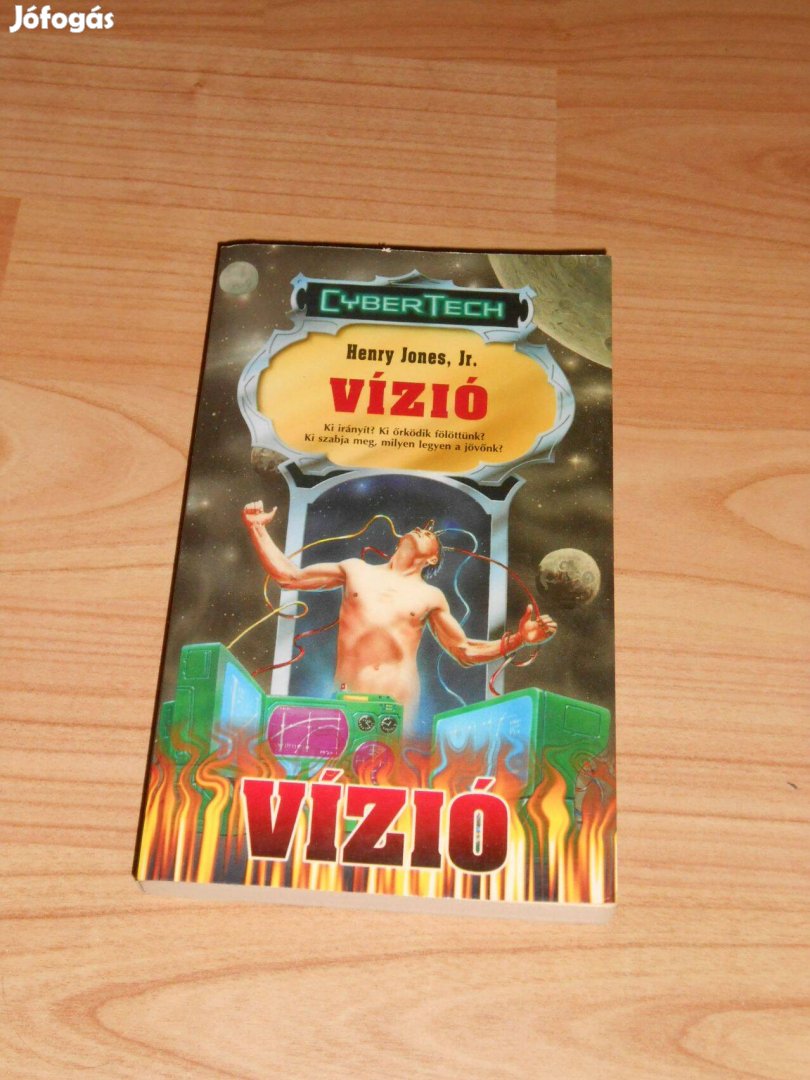 Jófogás
CYBERTECH
Henry Jones, Jr.
VÍZIÓ
Ki irányít? Ki őrködik fölöttünk?
Ki szabja meg, milyen legyen a jövőnk?
VÍZIÓ